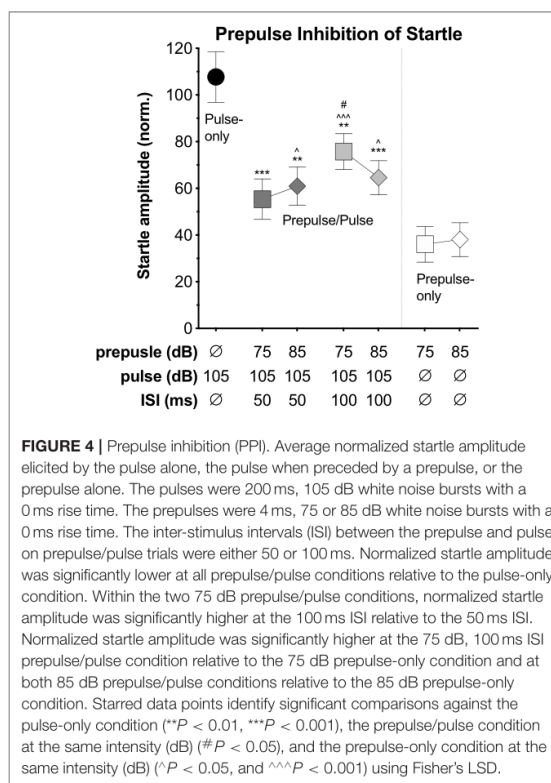 Prepulse Inhibition of Startle
120
100
80
60
40
20
0
Startle amplitude (norm.)
Pulse-
only
***
^
**
#
^^^
**
^
***
Prepulse/Pulse
Prepulse-
only
prepusle (dB) ∅ 75 85 75 85 75 85
pulse (dB) 105 105 105 105 105 ∅ ∅
ISI (ms) ∅ 50 50 100 100 ∅ ∅
FIGURE 4 | Prepulse inhibition (PPI). Average normalized startle amplitude
elicited by the pulse alone, the pulse when preceded by a prepulse, or the
prepulse alone. The pulses were 200 ms, 105 dB white noise bursts with a
0 ms rise time. The prepulses were 4 ms, 75 or 85 dB white noise bursts with a
0 ms rise time. The inter-stimulus intervals (ISI) between the prepulse and pulse
on prepulse/pulse trials were either 50 or 100 ms. Normalized startle amplitude
was significantly lower at all prepulse/pulse conditions relative to the pulse-only
condition. Within the two 75 dB prepulse/pulse conditions, normalized startle
amplitude was significantly higher at the 100 ms ISI relative to the 50 ms ISI.
Normalized startle amplitude was significantly higher at the 75 dB, 100 ms ISI
prepulse/pulse condition relative to the 75 dB prepulse-only condition and at
both 85 dB prepulse/pulse conditions relative to the 85 dB prepulse-only
condition. Starred data points identify significant comparisons against the
pulse-only condition (**P < 0.01, ***P < 0.001), the prepulse/pulse condition
at the same intensity (dB) (#P < 0.05), and the prepulse-only condition at the
same intensity (dB) (^P < 0.05, and ^^^P < 0.001) using Fisher's LSD.